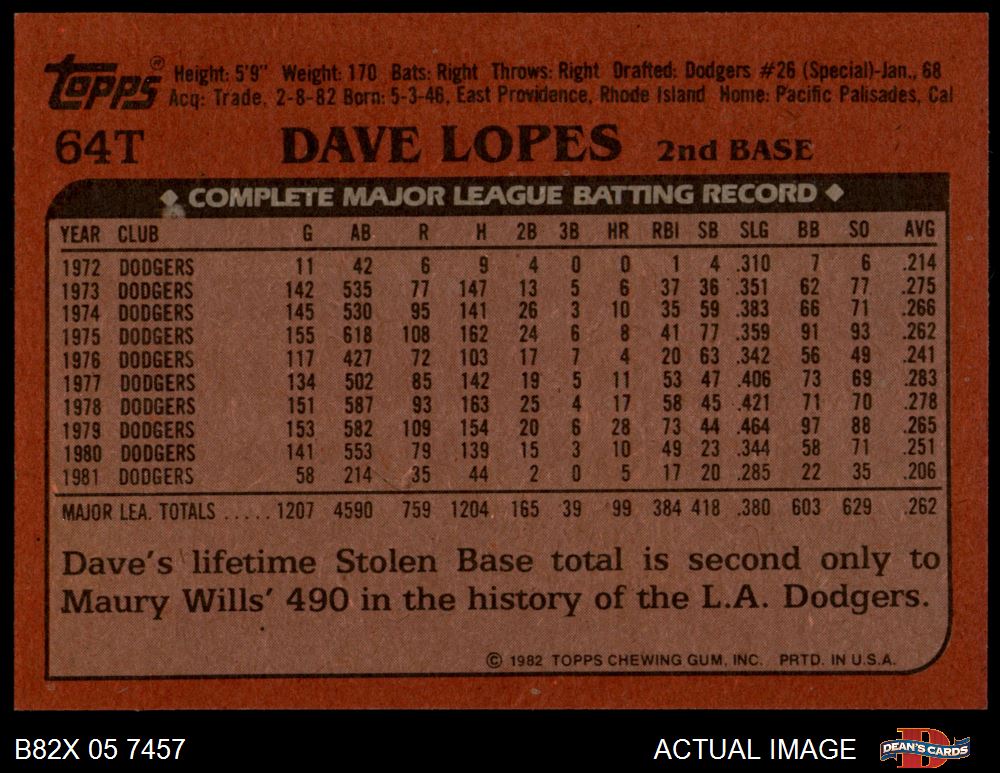 TOPPS ® Height: 5'9" Weight: 170 Bats: Right Throws: Right Drafted: Dodgers #26 (Special)-Jan., 68
Acq: Trade, 2-8-82 Born: 5-3-46, East Providence, Rhode Island Home: Pacific Palisades, Cal
64T DAVE LOPES 2nd BASE
◆ COMPLETE MAJOR LEAGUE BATTING RECORD ◆
YEAR CLUB G AB R H 2B 3B HR RBI SB SLG BB SO AVG
1972 DODGERS 11 42 6 9 4 0 0 1 4 .310 7 6 .214
1973 DODGERS 142 535 77 147 13 5 6 37 36 .351 62 77 .275
1974 DODGERS 145 530 95 141 26 3 10 35 59 .383 66 71 .266
1975 DODGERS 155 618 108 162 24 6 8 41 77 .359 91 93 .262
1976 DODGERS 117 427 72 103 17 7 4 20 63 .342 56 49 .241
1977 DODGERS 134 502 85 142 19 5 11 53 47 .406 73 69 .283
1978 DODGERS 151 587 93 163 25 4 17 58 45 .421 71 70 .278
1979 DODGERS 153 582 109 154 20 6 28 73 44 .464 97 88 .265
1980 DODGERS 141 553 79 139 15 3 10 49 23 .344 58 71 .251
1981 DODGERS 58 214 35 44 2 0 5 17 20 .285 22 35 .206
MAJOR LEA. TOTALS ..... 1207 4590 759 1204 165 39 99 384 418 .380 603 629 .262
Dave's lifetime Stolen Base total is second only to
Maury Wills' 490 in the history of the L.A. Dodgers.
© 1982 TOPPS CHEWING GUM, INC. PRTD. IN U.S.A.
B82X 05 7457 ACTUAL IMAGE DEAN'S CARDS